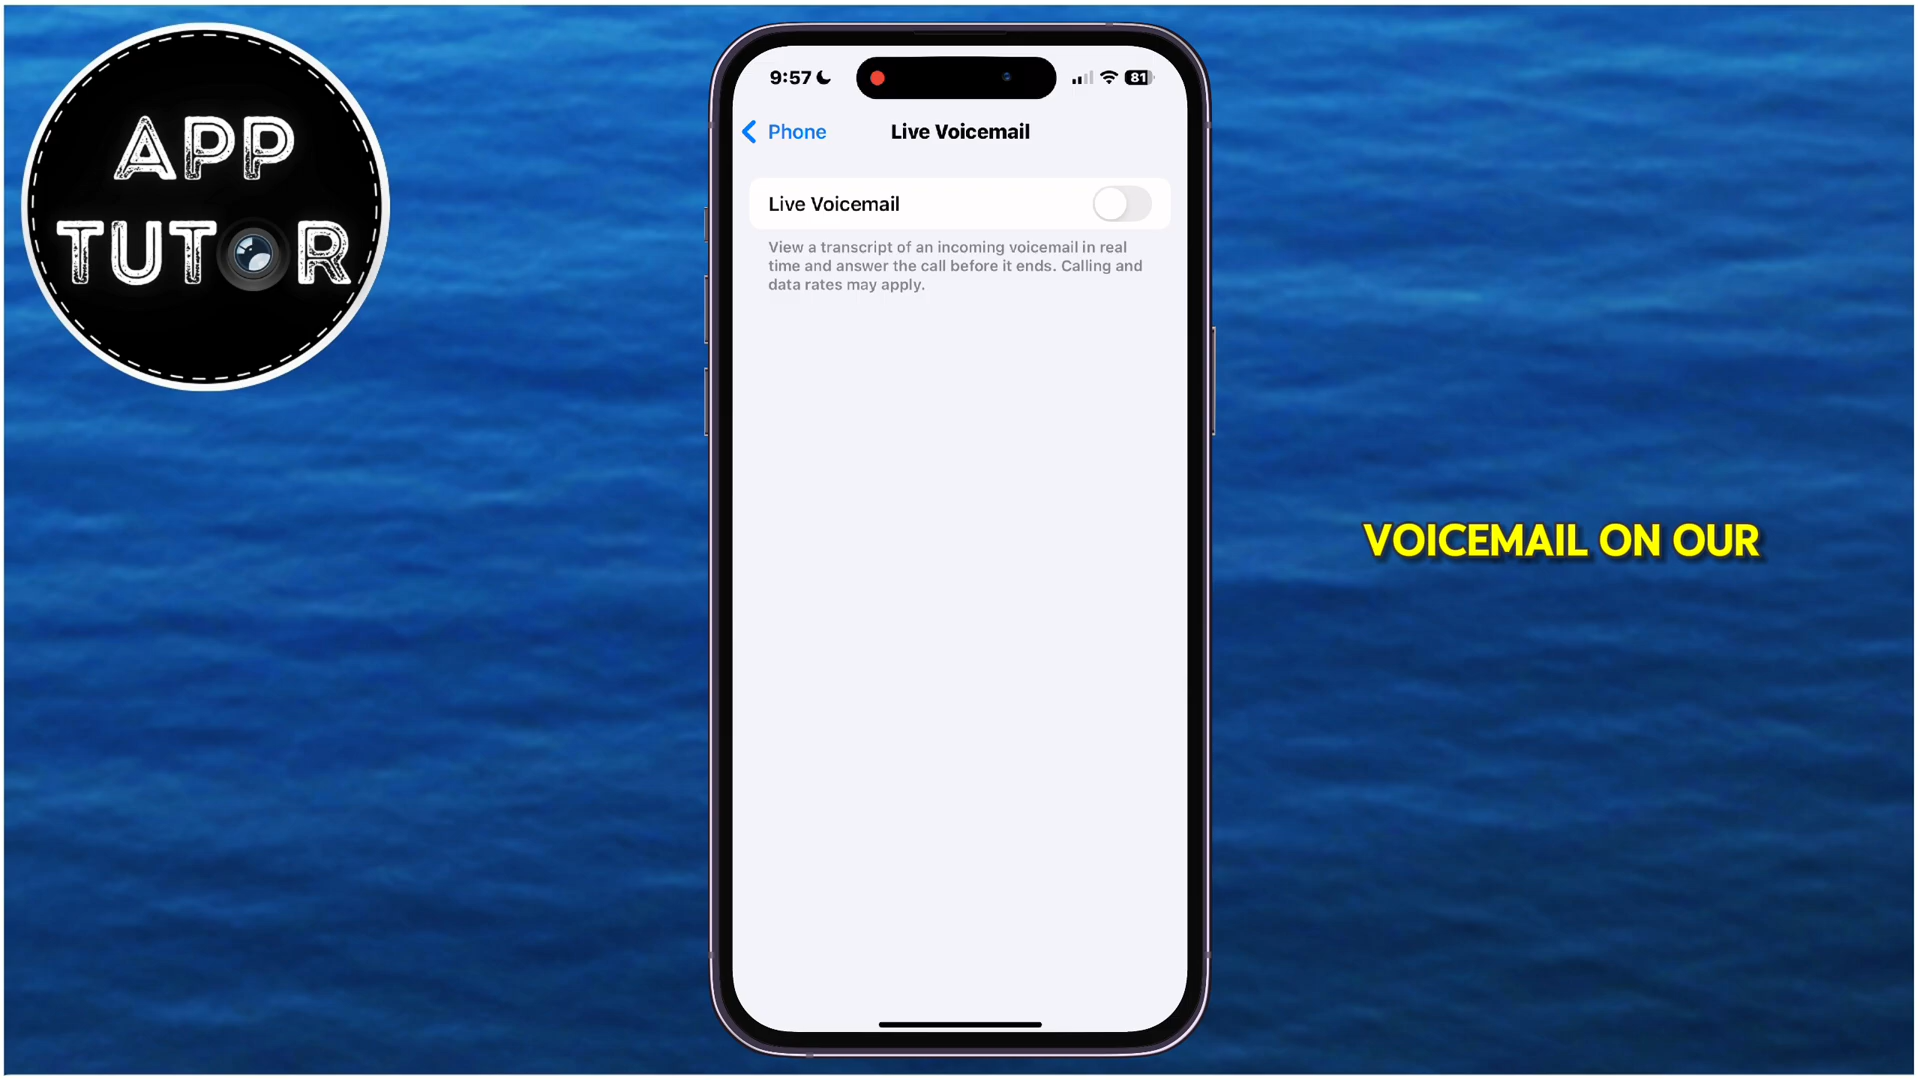 APP
TUTOR
9:57
81
Phone
Live Voicemail
Live Voicemail
View a transcript of an incoming voicemail in real
time and answer the call before it ends. Calling and
data rates may apply.
VOICEMAIL ON OUR